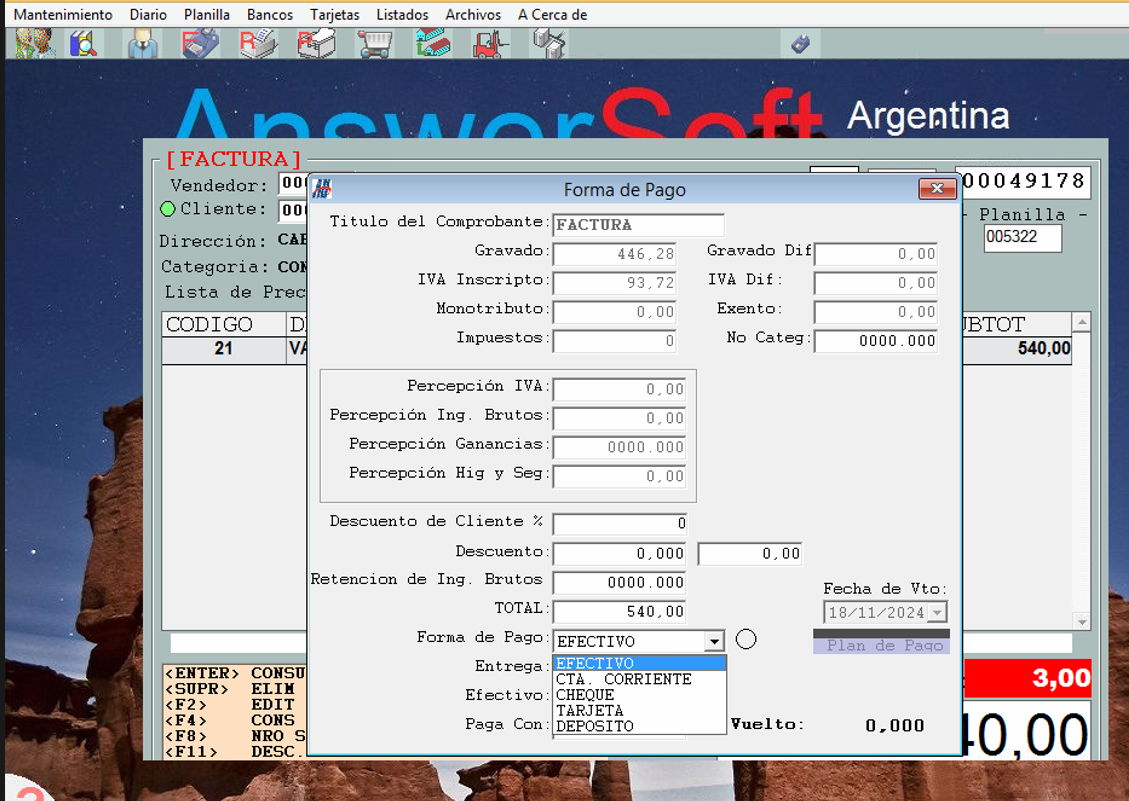 Mantenimiento Diario Planilla Bancos Tarjetas Listados Archivos A Cerca de
AnswerSoft Argentina
[FACTURA]
Vendedor: 00
00049178
Cliente: 00
- Planilla -
005322
Dirección: CAB
Categoria: CON
Lista de Prec
CODIGO D UBTOT
21 VA 540,00
Forma de Pago
Titulo del Comprobante: FACTURA
Gravado: 446,28 Gravado Dif 0,00
IVA Inscripto: 93,72 IVA Dif: 0,00
Monotributo: 0,00 Exento: 0,00
Impuestos: 0 No Categ: 0000.000
Percepción IVA: 0,00
Percepción Ing. Brutos: 0,00
Percepción Ganancias: 0000.000
Percepción Hig y Seg: 0,00
Descuento de Cliente % 0
Descuento: 0,000 0,00
Retencion de Ing. Brutos 0000.000
Fecha de Vto:
TOTAL: 540,00 18/11/2024
Forma de Pago: EFECTIVO Plan de Pago
Entrega: EFECTIVO
CTA. CORRIENTE
Efectivo: CHEQUE
TARJETA
Paga Con: DEPOSITO Vuelto: 0,000
<ENTER> CONSU
<SUPR> ELIM
<F2> EDIT
<F4> CONS
<F8> NRO S
<F11> DESC.
3,00
40,00